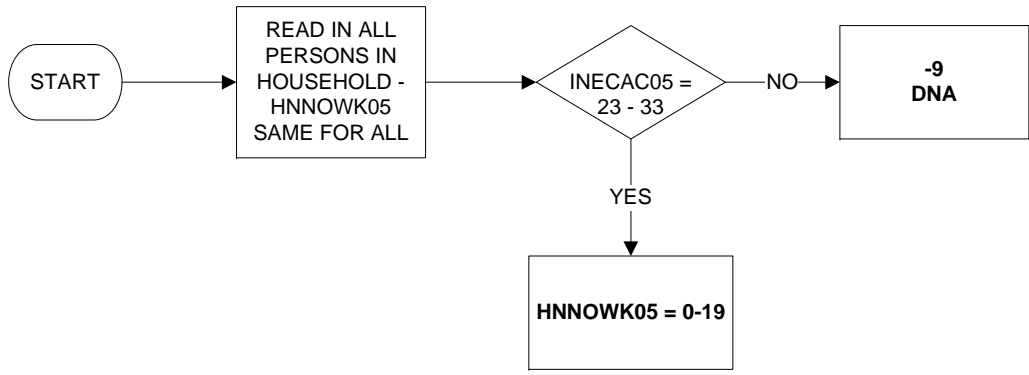 START
READ IN ALL
PERSONS IN
HOUSEHOLD -
HNNOWK05
SAME FOR ALL
INECAC05 =
23 - 33
NO
-9
DNA
YES
HNNOWK05 = 0-19